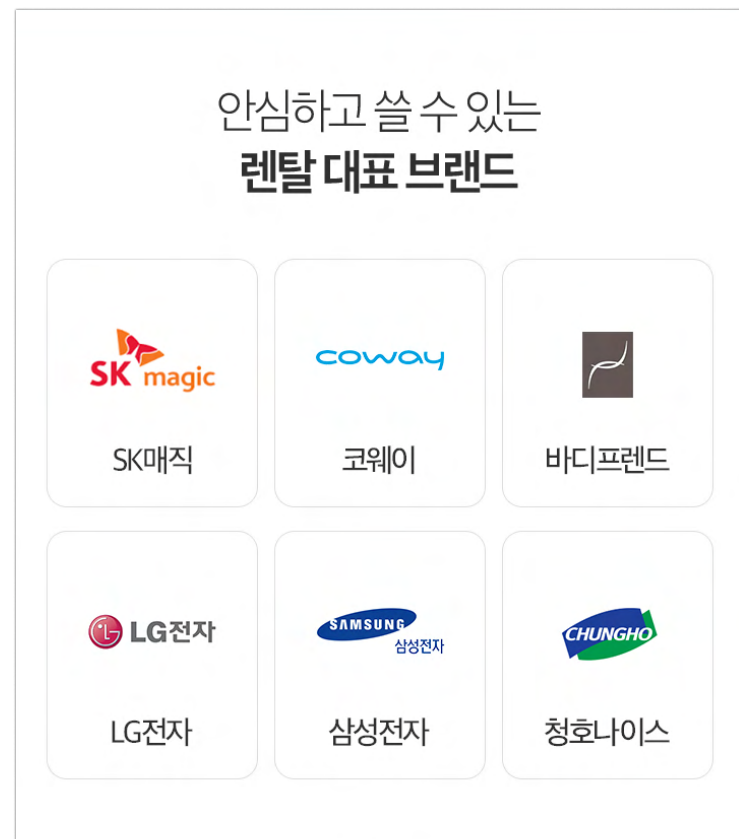 안심하고 쓸 수 있는
렌탈 대표 브랜드
SK magic
coway
SK매직
코웨이
바디프렌드
LG전자
SAMSUNG
삼성전자
CHUNGHO
LG전자
삼성전자
청호나이스